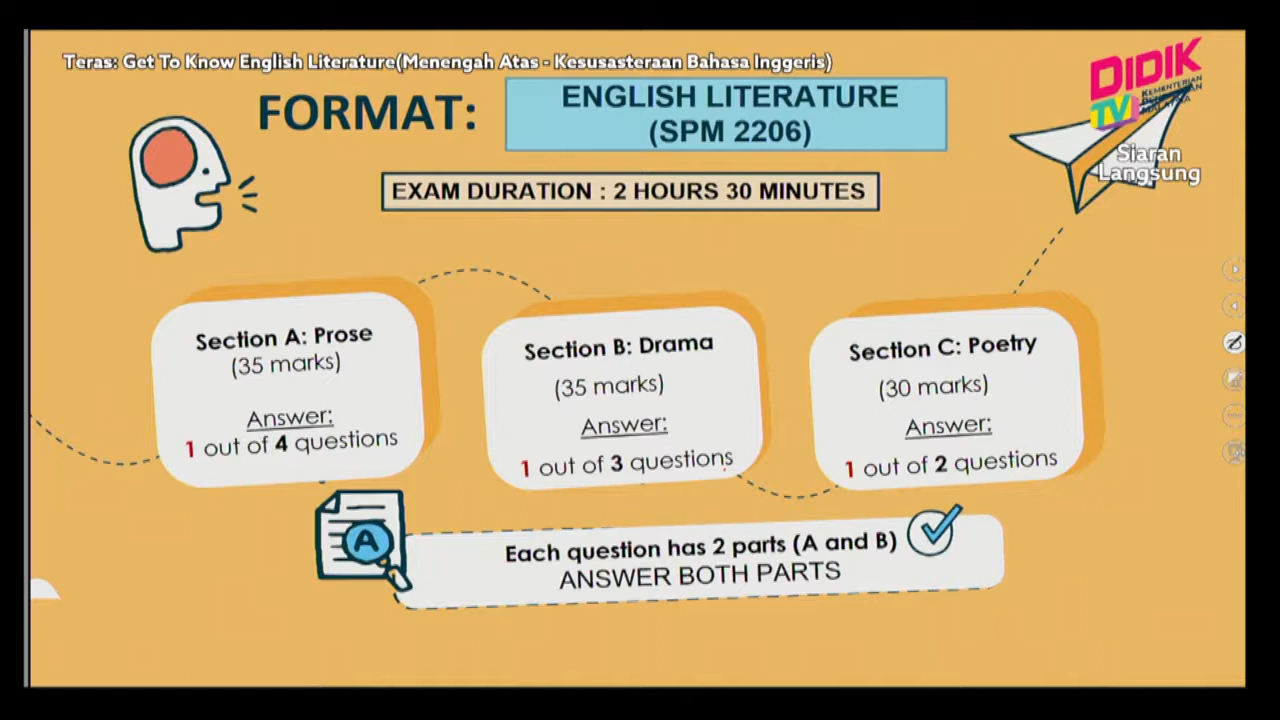 Teras: Get To Know English Literature(Menengah Atas - Kesusasteraan Bahasa Inggeris)
DIDIK
TV
KEMENTERIAN
PENDIDIKAN
MALAYSIA
Siaran
Langsung
FORMAT:
ENGLISH LITERATURE
(SPM 2206)
EXAM DURATION : 2 HOURS 30 MINUTES
Section A: Prose
(35 marks)
Answer:
1 out of 4 questions
Section B: Drama
(35 marks)
Answer:
1 out of 3 questions
Section C: Poetry
(30 marks)
Answer:
1 out of 2 questions
A
Each question has 2 parts (A and B)
ANSWER BOTH PARTS